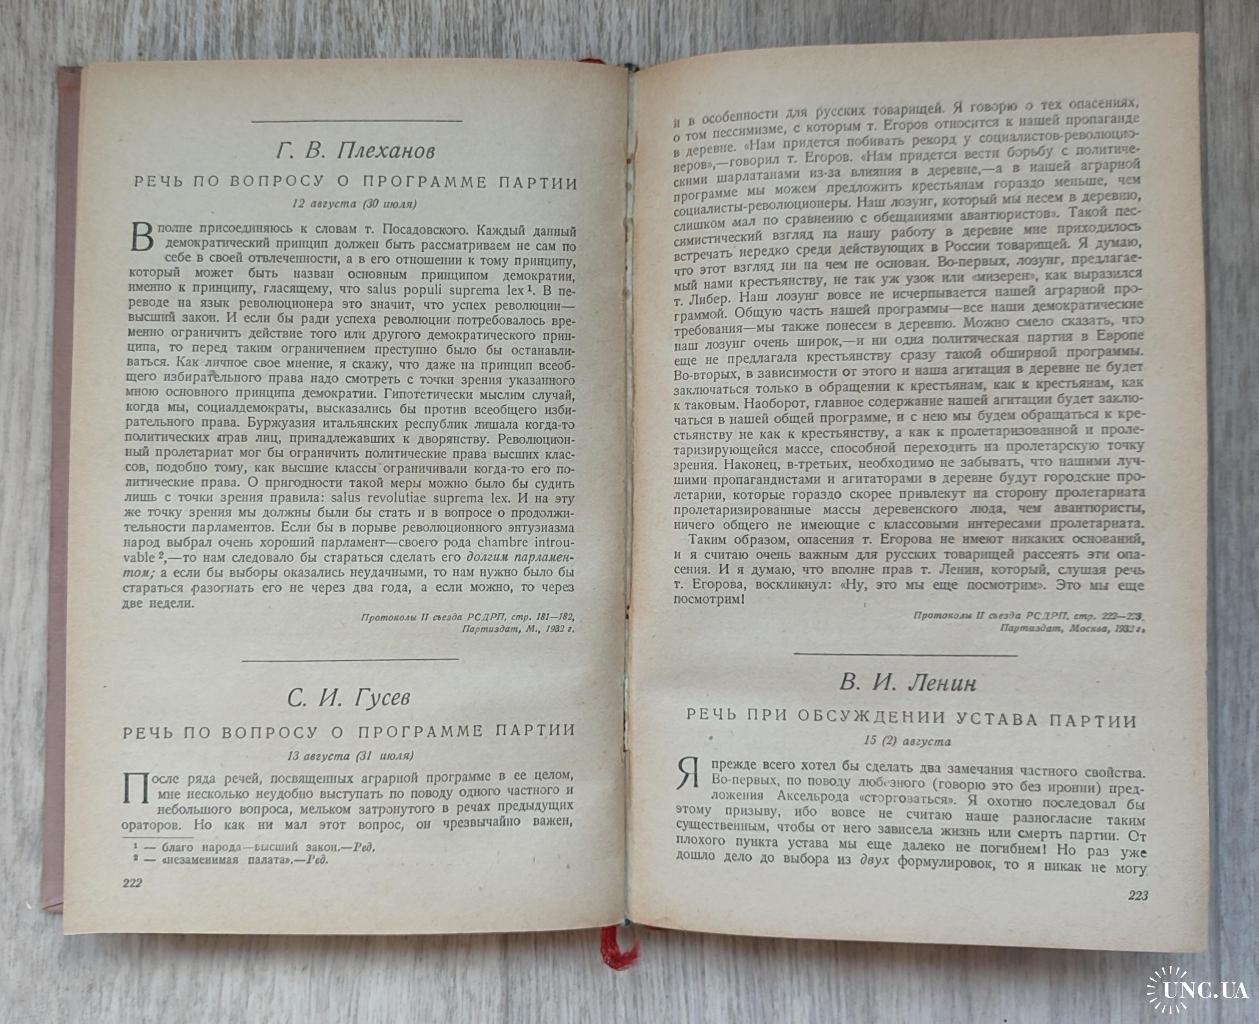 Г. В. Плеханов
РЕЧЬ ПО ВОПРОСУ О ПРОГРАММЕ ПАРТИИ
12 августа (30 июля)
Вполне присоединяюсь к словам т. Посадовского. Каждый данный
демократический принцип должен быть рассматриваем не сам по
себе в своей отвлеченности, а в его отношении к тому принципу,
который может быть назван основным принципом демократии,
именно к принципу, гласящему, что salus populi suprema lex¹. В пе-
реводе на язык революционера это значит, что успех революции—
высший закон. И если бы ради успеха революции потребовалось вре-
менно ограничить действие того или другого демократического прин-
ципа, то перед таким ограничением преступно было бы останавли-
ваться. Как личное свое мнение, я скажу, что даже на принцип всеоб-
щего избирательного права надо смотреть с точки зрения указанного
мною основного принципа демократии. Гипотетически мыслим случай,
когда мы, социалдемократы, высказались бы против всеобщего изби-
рательного права. Буржуазия итальянских республик лишала когда-то
политических прав лиц, принадлежавших к дворянству. Революцион-
ный пролетариат мог бы ограничить политические права высших клас-
сов, подобно тому, как высшие классы ограничивали когда-то его по-
литические права. О пригодности такой меры можно было бы судить
лишь с точки зрения правила: salus revolutiae suprema lex. И на эту
же точку зрения мы должны были бы стать и в вопросе о продолжи-
тельности парламентов. Если бы в порыве революционного энтузиазма
народ выбрал очень хороший парламент—своего рода chambre introu-
vable²,—то нам следовало бы стараться сделать его долгим парламен-
том; а если бы выборы оказались неудачными, то нам нужно было бы
стараться разогнать его не через два года, а если можно, то через
две недели.
Протоколы II съезда РСДРП, стр. 181—182,
Партиздат, М., 1932 г.
С. И. Гусев
РЕЧЬ ПО ВОПРОСУ О ПРОГРАММЕ ПАРТИИ
13 августа (31 июля)
После ряда речей, посвященных аграрной программе в ее целом,
мне несколько неудобно выступать по поводу одного частного и
небольшого вопроса, мельком затронутого в речах предыдущих
ораторов. Но как ни мал этот вопрос, он чрезвычайно важен,
¹ — благо народа—высший закон.—Ред.
² — «незаменимая палата».—Ред.
222
и в особенности для русских товарищей. Я говорю о тех опасениях,
о том пессимизме, с которым т. Егоров относится к нашей пропаганде
в деревне. «Нам придется побивать рекорд у социалистов-революцио-
неров»,—говорил т. Егоров. «Нам придется вести борьбу с политиче-
скими шарлатанами из-за влияния в деревне,—а в нашей аграрной
программе мы можем предложить крестьянам гораздо меньше, чем
социалисты-революционеры. Наш лозунг, который мы несем в деревню,
слишком мал по сравнению с обещаниями авантюристов». Такой пес-
симистический взгляд на нашу работу в деревне мне приходилось
встречать нередко среди действующих в России товарищей. Я думаю,
что этот взгляд ни на чем не основан. Во-первых, лозунг, предлагае-
мый нами крестьянству, не так уж узок или «мизерен», как выразился
т. Либер. Наш лозунг вовсе не исчерпывается нашей аграрной про-
граммой. Общую часть нашей программы—все наши демократические
требования—мы также понесем в деревню. Можно смело сказать, что
наш лозунг очень широк,—и ни одна политическая партия в Европе
еще не предлагала крестьянству сразу такой обширной программы.
Во-вторых, в зависимости от этого и наша агитация в деревне не будет
заключаться только в обращении к крестьянам, как к крестьянам, как
к таковым. Наоборот, главное содержание нашей агитации будет заклю-
чаться в нашей общей программе, и с нею мы будем обращаться к кре-
стьянству не как к крестьянству, а как к пролетаризованной и проле-
таризирующейся массе, способной переходить на пролетарскую точку
зрения. Наконец, в-третьих, необходимо не забывать, что нашими луч-
шими пропагандистами и агитаторами в деревне будут городские про-
летарии, которые гораздо скорее привлекут на сторону пролетариата
пролетаризированные массы деревенского люда, чем авантюристы,
ничего общего не имеющие с классовыми интересами пролетариата.
Таким образом, опасения т. Егорова не имеют никаких оснований,
и я считаю очень важным для русских товарищей рассеять эти опа-
сения. И я думаю, что вполне прав т. Ленин, который, слушая речь
т. Егорова, воскликнул: «Ну, это мы еще посмотрим». Это мы еще
посмотрим!
Протоколы II съезда РСДРП, стр. 222—223,
Партиздат, Москва, 1932 г.
В. И. Ленин
РЕЧЬ ПРИ ОБСУЖДЕНИИ УСТАВА ПАРТИИ
15 (2) августа
Я прежде всего хотел бы сделать два замечания частного свойства.
Во-первых, по поводу любезного (говорю это без иронии) пред-
ложения Аксельрода «сторговаться». Я охотно последовал бы
этому призыву, ибо вовсе не считаю наше разногласие таким
существенным, чтобы от него зависела жизнь или смерть партии. От
плохого пункта устава мы еще далеко не погибнем! Но раз уже
дошло дело до выбора из двух формулировок, то я никак не могу
223
UNC.UA